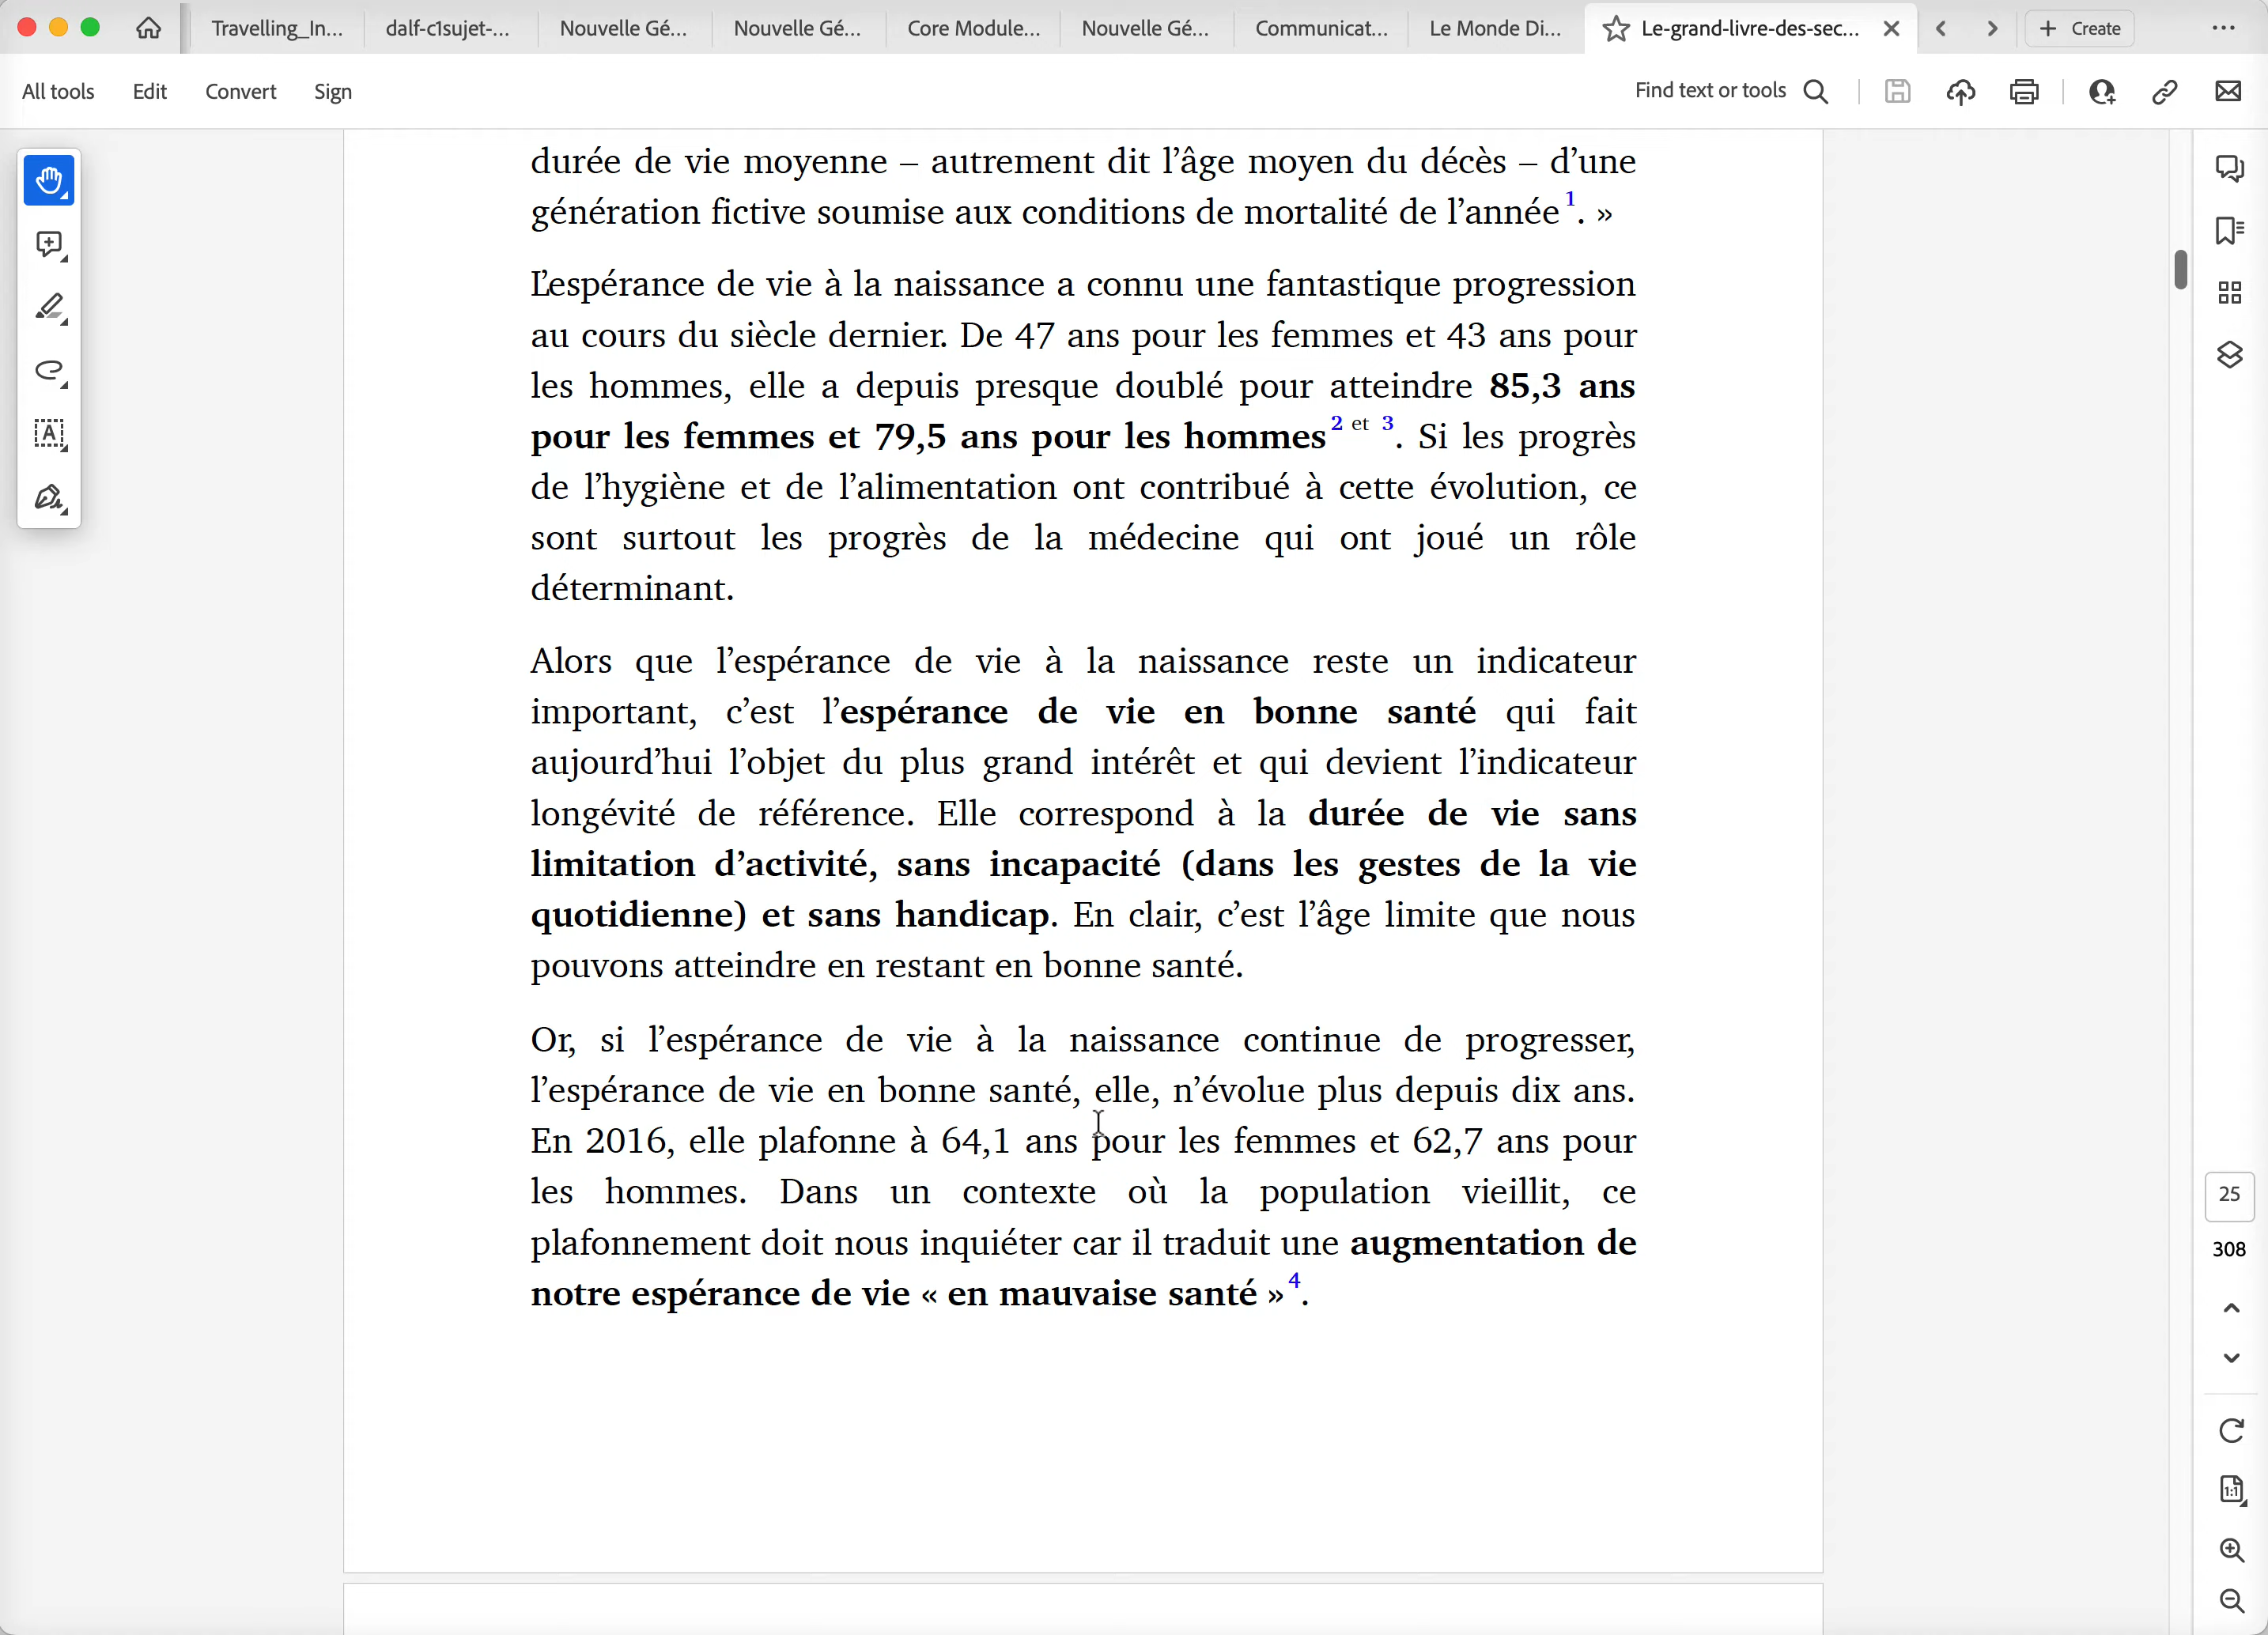 Travelling_In...
dalf-c1sujet-...
Nouvelle Gé...
Nouvelle Gé...
Core Module...
Nouvelle Gé...
Communicat...
Le Monde Di...
Le-grand-livre-des-sec...
Create
All tools
Edit
Convert
Sign
Find text or tools
durée de vie moyenne – autrement dit l’âge moyen du décès – d’une
génération fictive soumise aux conditions de mortalité de l’année 1. »
L’espérance de vie à la naissance a connu une fantastique progression
au cours du siècle dernier. De 47 ans pour les femmes et 43 ans pour
les hommes, elle a depuis presque doublé pour atteindre 85,3 ans
pour les femmes et 79,5 ans pour les hommes 2 et 3. Si les progrès
de l’hygiène et de l’alimentation ont contribué à cette évolution, ce
sont surtout les progrès de la médecine qui ont joué un rôle
déterminant.
Alors que l’espérance de vie à la naissance reste un indicateur
important, c’est l’espérance de vie en bonne santé qui fait
aujourd’hui l’objet du plus grand intérêt et qui devient l’indicateur
longévité de référence. Elle correspond à la durée de vie sans
limitation d’activité, sans incapacité (dans les gestes de la vie
quotidienne) et sans handicap. En clair, c’est l’âge limite que nous
pouvons atteindre en restant en bonne santé.
Or, si l’espérance de vie à la naissance continue de progresser,
l’espérance de vie en bonne santé, elle, n’évolue plus depuis dix ans.
En 2016, elle plafonne à 64,1 ans pour les femmes et 62,7 ans pour
les hommes. Dans un contexte où la population vieillit, ce
plafonnement doit nous inquiéter car il traduit une augmentation de
notre espérance de vie « en mauvaise santé » 4.
25
308
1:1